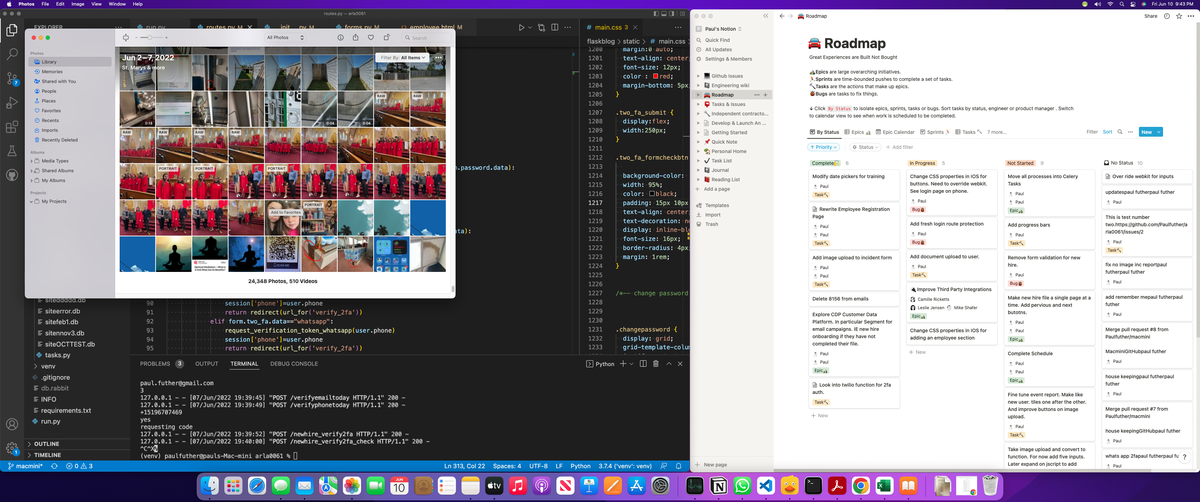 Photos File Edit Image View Window Help
Fri Jun 10 9:43 PM
routes.py — arla0061
EXPLORER
All Photos
Search
Photos
Library
Memories
Shared with You
People
Places
Favorites
Recents
Imports
Recently Deleted
Albums
Media Types
Shared Albums
My Albums
Projects
My Projects
Jun 2–7, 2022
St. Marys & more
Filter By: All Items
PORTRAIT
Add to Favorites
24,348 Photos, 510 Videos
siteerror.db
sitefeb1.db
sitennov3.db
siteOCTTEST.db
tasks.py
venv
.gitignore
db.rabbit
INFO
requirements.txt
run.py
OUTLINE
TIMELINE
90 session['phone']=user.phone
91 return redirect(url_for('verify_2fa'))
92 elif form.two_fa.data=="whatsapp":
93 request_verification_token_whatsapp(user.phone)
94 session['phone']=user.phone
95 return redirect(url_for('verify_2fa'))
PROBLEMS 3 OUTPUT TERMINAL DEBUG CONSOLE
Python
paul.futher@gmail.com
3
127.0.0.1 - - [07/Jun/2022 19:39:45] "POST /verifyemailtoday HTTP/1.1" 200 -
127.0.0.1 - - [07/Jun/2022 19:39:49] "POST /verifyphonetoday HTTP/1.1" 200 -
+15196707469
yes
requesting code
127.0.0.1 - - [07/Jun/2022 19:39:52] "POST /newhire_verify2fa HTTP/1.1" 200 -
127.0.0.1 - - [07/Jun/2022 19:40:00] "POST /newhire_verify2fa_check HTTP/1.1" 200 -
(venv) paulfuther@pauls-Mac-mini arla0061 %
macmini* 0 3
Ln 313, Col 22 Spaces: 4 UTF-8 LF Python 3.7.4 ('venv': venv)
# main.css 3
flaskblog > static > # main.css
1200 margin:0 auto;
1201 text-align: center
1202 font-size: 12px;
1203 color : red;
1204 margin-bottom: 5px
1205 }
1206
1207 .two_fa_submit {
1208 display:flex;
1209 width:250px;
1210 }
1211
1212 .two_fa_formcheckbtn
1213
1214 background-color:
1215 width: 95%;
1216 color: black;
1217 padding: 15px 10px
1218 text-align: center
1219 text-decoration: n
1220 display: inline-bl
1221 font-size: 16px;
1222 border-radius: 4px
1223 margin: 1rem;
1224 }
1227 /*—— change password
1231 .changepassword {
1232 display: grid;
1233 grid-template-colum
Paul's Notion
Quick Find
All Updates
Settings & Members
Github Issues
Engineering wiki
Roadmap
Tasks & Issues
Independent contracto...
Develop & Launch An ...
Getting Started
Quick Note
Personal Home
Task List
Journal
Reading List
Add a page
Templates
Import
Trash
New page
Roadmap
Share
Roadmap
Great Experiences are Built Not Bought
Epics are large overarching initiatives.
Sprints are time-bounded pushes to complete a set of tasks.
Tasks are the actions that make up epics.
Bugs are tasks to fix things.
↓ Click By Status to isolate epics, sprints, tasks or bugs. Sort tasks by status, engineer or product manager . Switch
to calendar view to see when work is scheduled to be completed.
By Status Epics Epic Calendar Sprints Tasks 7 more...
Filter Sort New
Priority Status Add filter
Complete 6
Modify date pickers for training
Paul
Task
Rewrite Employee Registration
Page
Paul
Paul
Task
Add image upload to incident form
Paul
Paul
Task
Delete 8156 from emails
Explore CDP Customer Data
Platform. In particular Segment for
email campaigns. IE new hire
onboarding if they have not
completed their file.
Paul
Paul
Epic
Look into twilio function for 2fa
auth.
Task
+ New
In Progress 5
Change CSS properties in IOS for
buttons. Need to override webkit.
See login page on phone.
Paul
Bug
Add fresh login route protection
Paul
Bug
Add document upload to user.
Paul
Task
Improve Third Party Integrations
Camille Ricketts
Leslie Jensen Mike Shafer
Epic
Change CSS properties in IOS for
adding an employee section
+ New
Not Started 9
Move all processes into Celery
Tasks
Paul
Paul
Epic
Add progress bars
Paul
Task
Remove form validation for new
hire.
Paul
Bug
Make new hire file a single page at a
time. Add pervious and next
butotns.
Paul
Paul
Epic
Complete Schedule
Paul
Paul
Epic
Fine tune event report. Make like
new user. tiles one after the other.
And improve buttons on image
upload.
Paul
Task
Take image upload and convert to
function. For now add five inputs.
Later expand on jscript to add
No Status 10
Over ride webkit for inputs
updatespaul futherpaul futher
Paul
This is test number
two.https://github.com/Paulfuther/a
rla0061/issues/2
Paul
Task
fix no image inc reportpaul
futherpaul futher
Paul
add remember mepaul futherpaul
futher
Paul
Merge pull request #8 from
Paulfuther/macmini
MacminiGitHubpaul futher
Paul
house keepingpaul futherpaul
futher
Paul
Merge pull request #7 from
Paulfuther/macmini
house keepingGitHubpaul futher
Paul
whats app 2fapaul futherpaul fut